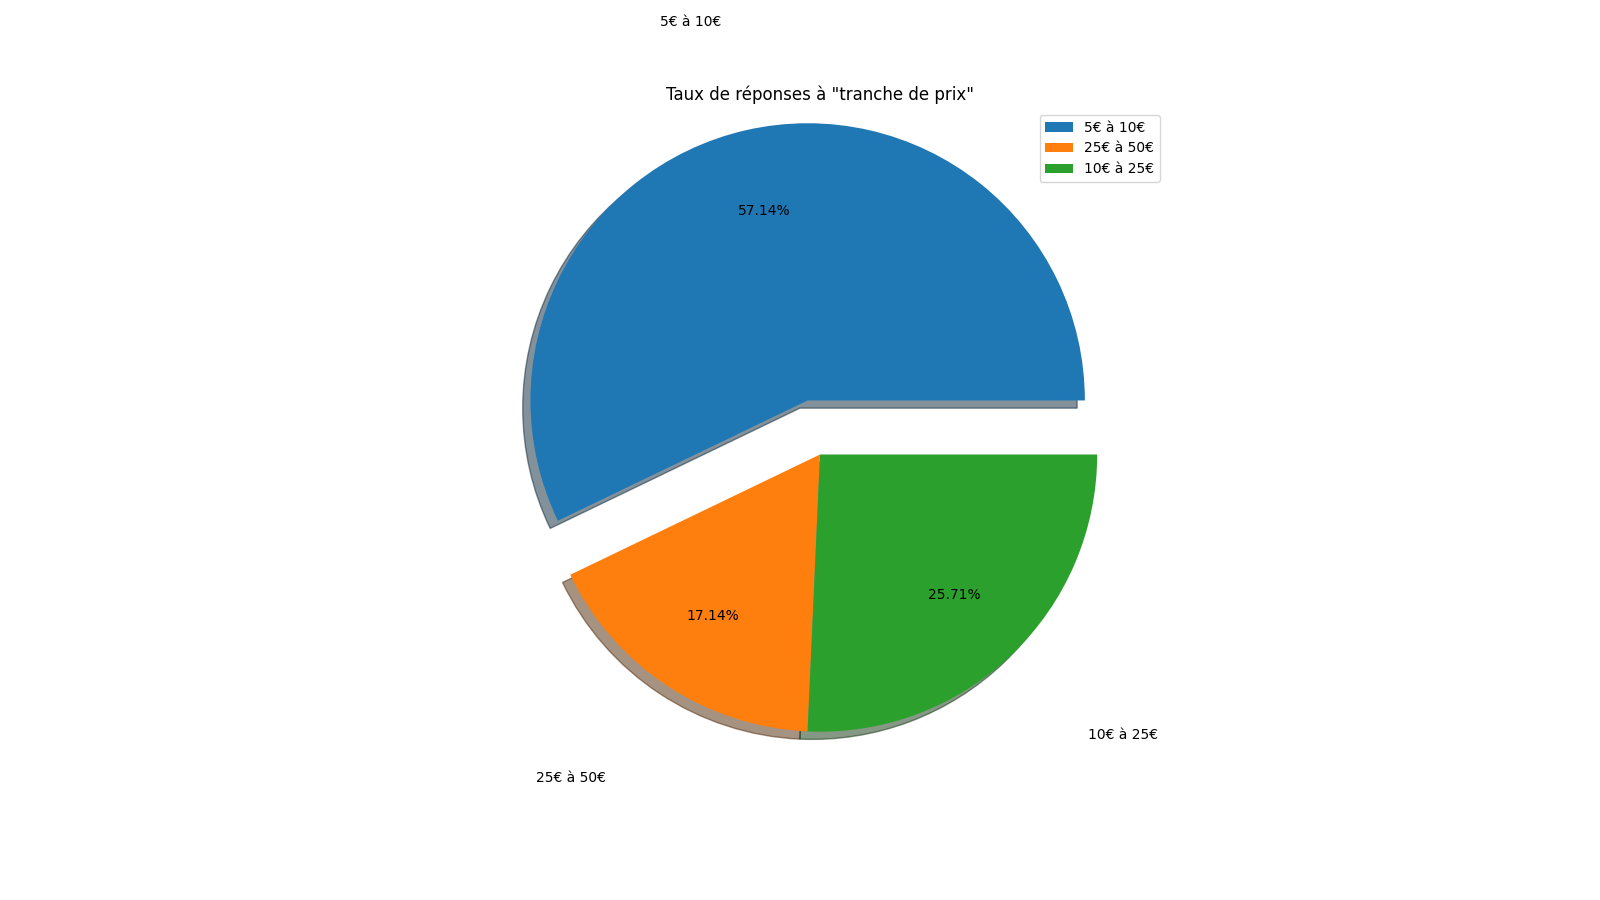 5€ à 10€
Taux de réponses à "tranche de prix"
5€ à 10€
25€ à 50€
10€ à 25€
57.14%
25.71%
17.14%
10€ à 25€
25€ à 50€